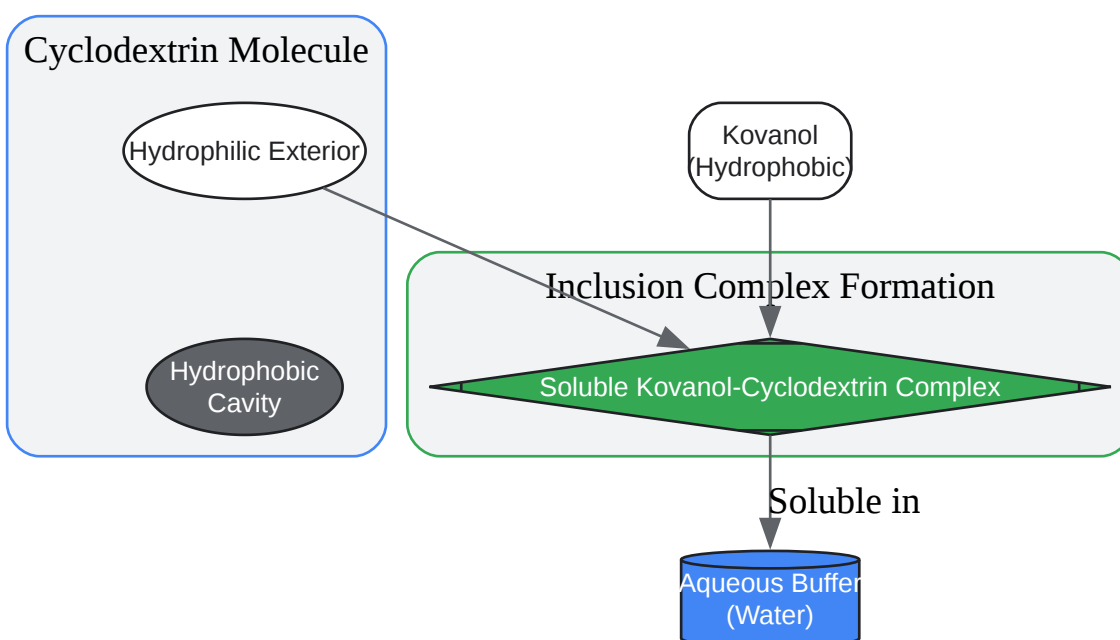 Cyclodextrin Molecule
Hydrophilic Exterior
Kovanol
(Hydrophobic)
Inclusion Complex Formation
Hydrophobic
Cavity
Soluble Kovanol-Cyclodextrin Complex
Soluble in
Aqueous Buffer
(Water)